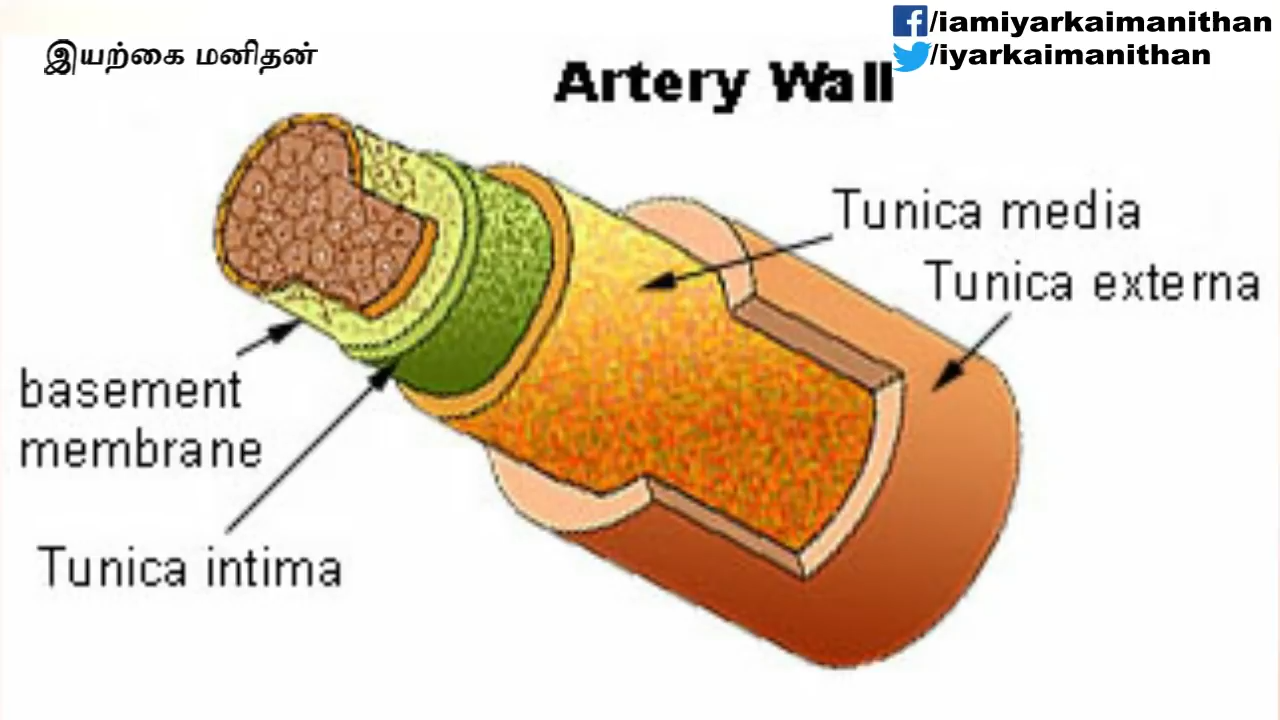 இயற்கை மனிதன்
/iamiyarkaimanithan
/iyarkaimanithan
Artery Wall
Tunica media
Tunica externa
basement
membrane
Tunica intima